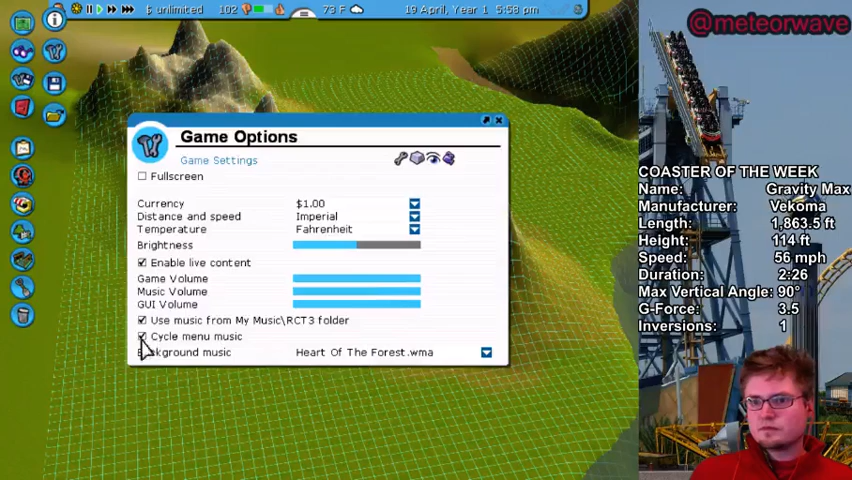 $ unlimited 102 73 F 19 April, Year 1 5:58 pm
@meteorwave
Game Options
Game Settings
Fullscreen
Currency $1.00
Distance and speed Imperial
Temperature Fahrenheit
Brightness
Enable live content
Game Volume
Music Volume
GUI Volume
Use music from My Music\RCT3 folder
Cycle menu music
Background music Heart Of The Forest.wma
COASTER OF THE WEEK
Name: Gravity Max
Manufacturer: Vekoma
Length: 1,863.5 ft
Height: 114 ft
Speed: 56 mph
Duration: 2:26
Max Vertical Angle: 90°
G-Force: 3.5
Inversions: 1